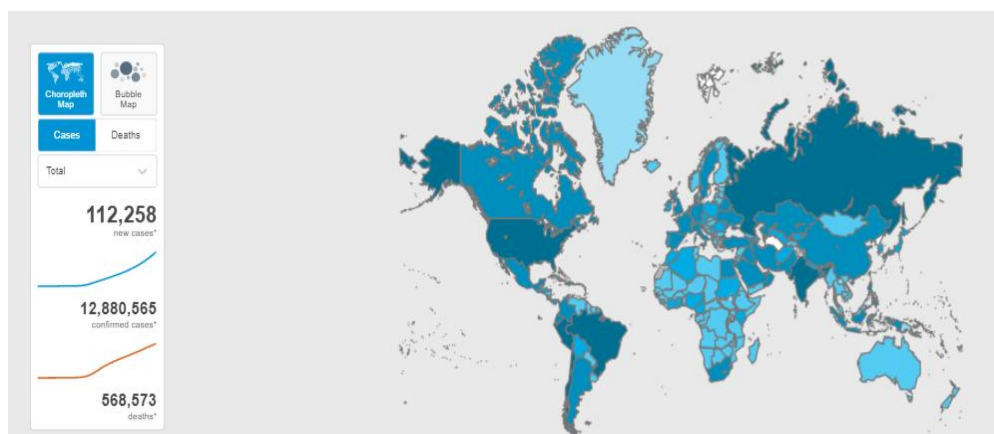 Choropleth
Map
Bubble
Map
Cases
Deaths
Total
112,258
new cases*
12,880,565
confirmed cases*
568,573
deaths*